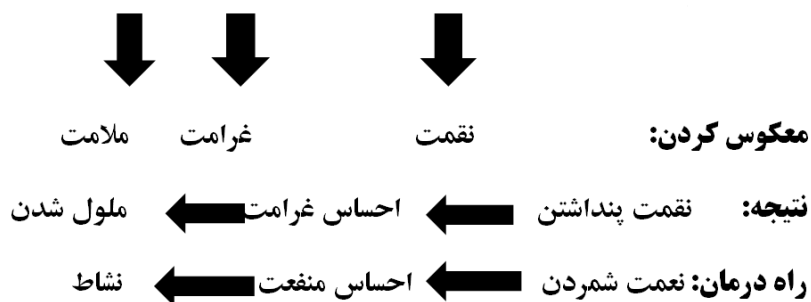 معکوس کردن: نقمت غرامت ملامت
نتیجه: نقمت پنداشتن احساس غرامت ملول شدن
راه درمان: نعمت شمردن احساس منفعت نشاط